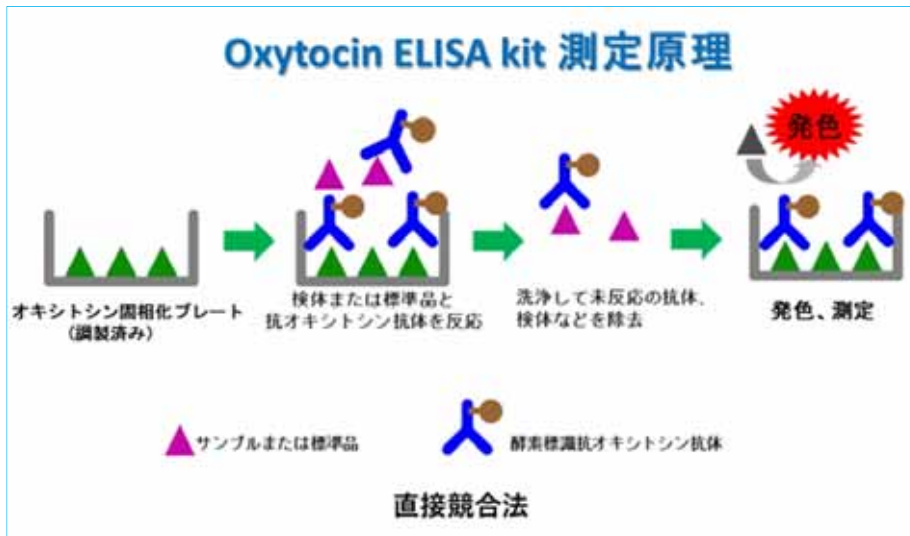 Oxytocin ELISA kit 測定原理
発色
オキシトシン固相化プレート
（調製済み）
検体または標準品と
抗オキシトシン抗体を反応
洗浄して未反応の抗体、
検体などを除去
発色、測定
サンプルまたは標準品
酵素標識抗オキシトシン抗体
直接競合法